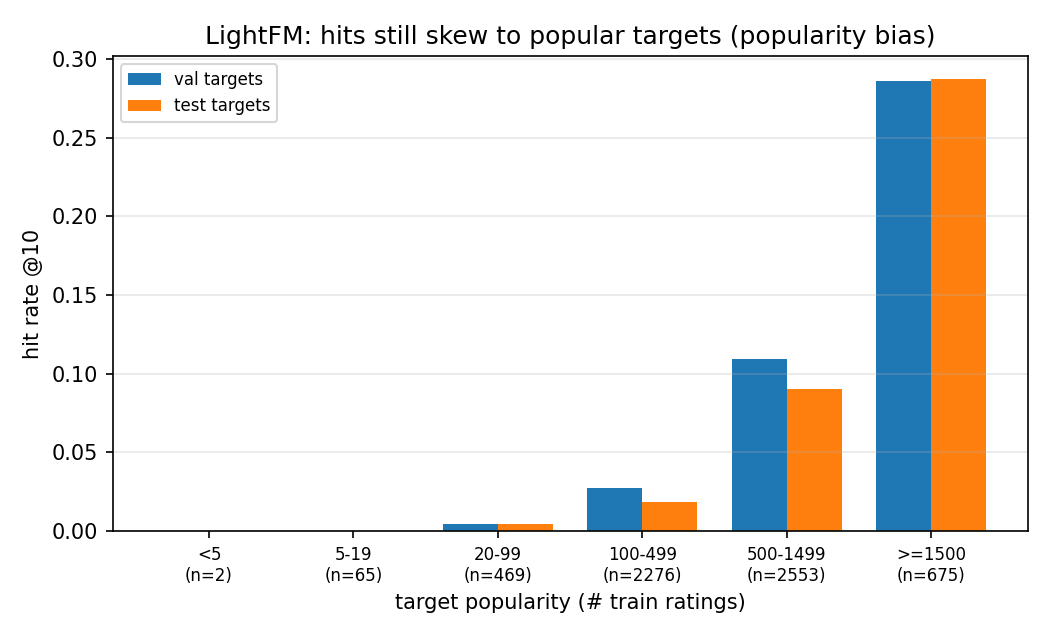 LightFM: hits still skew to popular targets (popularity bias)
val targets
test targets
hit rate @10
0.30
0.25
0.20
0.15
0.10
0.05
0.00
<5 5-19 20-99 100-499 500-1499 >=1500
(n=2) (n=65) (n=469) (n=2276) (n=2553) (n=675)
target popularity (# train ratings)